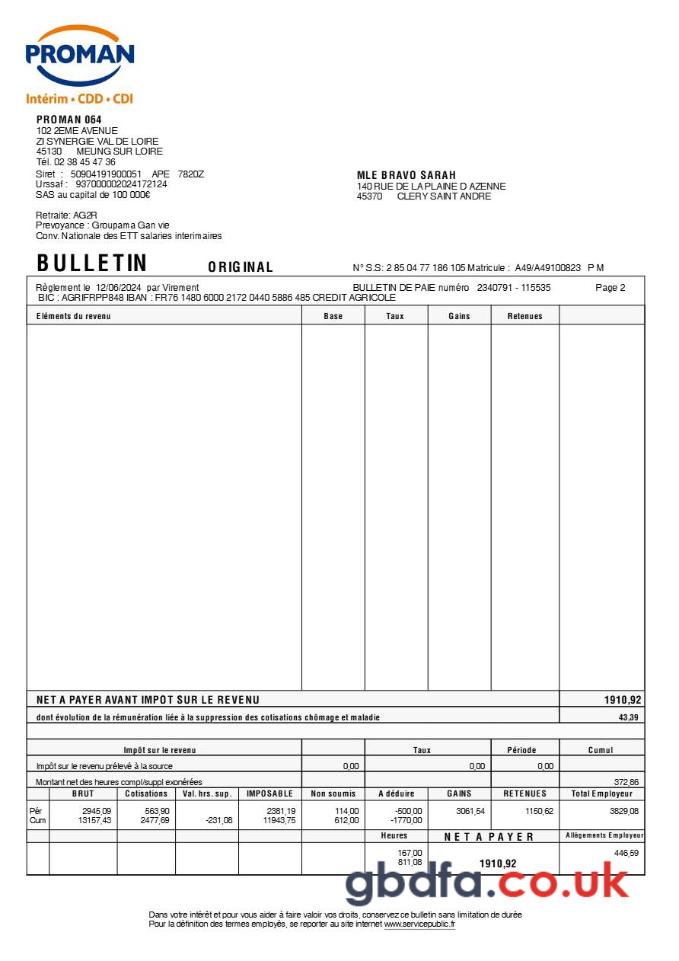 PROMAN
Intérim • CDD • CDI
PROMAN 064
102 2EME AVENUE
ZI SYNERGIE VAL DE LOIRE
45130 MEUNG SUR LOIRE
Tél. 02 38 45 47 36
Siret : 50904191900051 APE 7820Z
Urssaf : 937000002024172124
SAS au capital de 100 000€
MLE BRAVO SARAH
140 RUE DE LA PLAINE D AZENNE
45370 CLERY SAINT ANDRE
Retraite: AG2R
Prevoyance : Groupama Gan vie
Conv. Nationale des ETT salaries interimaires
BULLETIN ORIGINAL N° S.S: 2 85 04 77 186 105 Matricule : A49/A49100823 P M
Règlement le 12/06/2024 par Virement BULLETIN DE PAIE numéro 2340791 - 115535 Page 2
BIC : AGRIFRPP848 IBAN : FR76 1480 6000 2172 0440 5886 485 CREDIT AGRICOLE
Eléments du revenu Base Taux Gains Retenues
NET A PAYER AVANT IMPOT SUR LE REVENU 1910,92
dont évolution de la rémunération liée à la suppression des cotisations chômage et maladie 43,39
Impôt sur le revenu Taux Période Cumul
Impôt sur le revenu prélevé à la source 0,00 0,00 0,00
Montant net des heures compl/suppl exonérées 372,86
BRUT Cotisations Val. hrs. sup. IMPOSABLE Non soumis A déduire GAINS RETENUES Total Employeur
Pér 2945,09 563,90 2381,19 114,00 -500,00 3061,54 1150,62 3829,08
Cum 13157,43 2477,69 -231,08 11943,75 612,00 -1770,00
Heures NET A PAYER Allègements Employeur
167,00 446,59
811,08 1910,92
gbdfa.co.uk
Dans votre intérêt et pour vous aider à faire valoir vos droits, conservez ce bulletin sans limitation de durée
Pour la définition des termes employés, se reporter au site internet www.servicepublic.fr